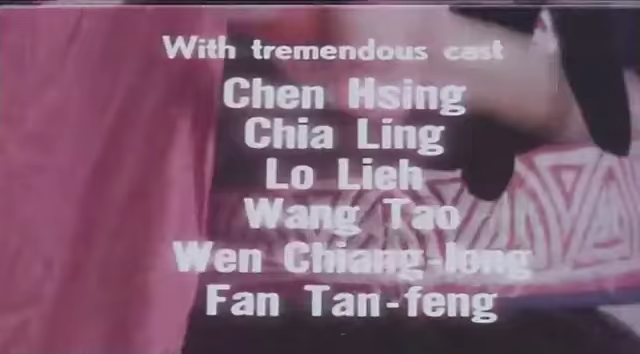 With tremendous cast
Chen Hsing
Chia Ling
Lo Lieh
Wang Tao
Wen Chiang-long
Fan Tan-feng